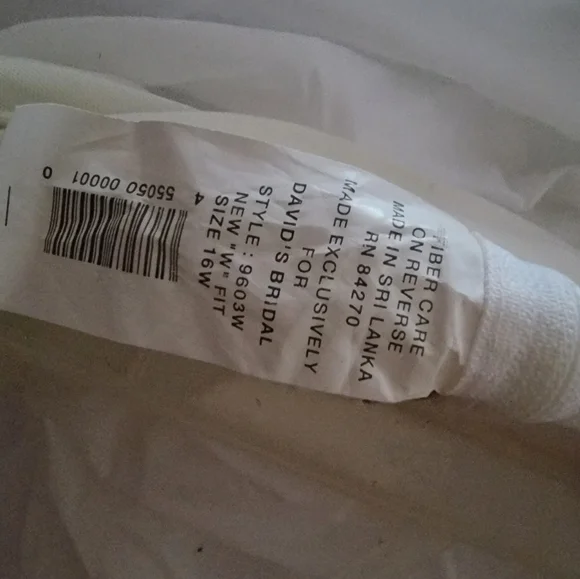 FIBER CARE
ON REVERSE
MADE IN SRI LANKA
RN 84270
MADE EXCLUSIVELY
FOR
DAVID'S BRIDAL
STYLE : 9603W
NEW "W" FIT
SIZE 16W
4
55050 00001
0